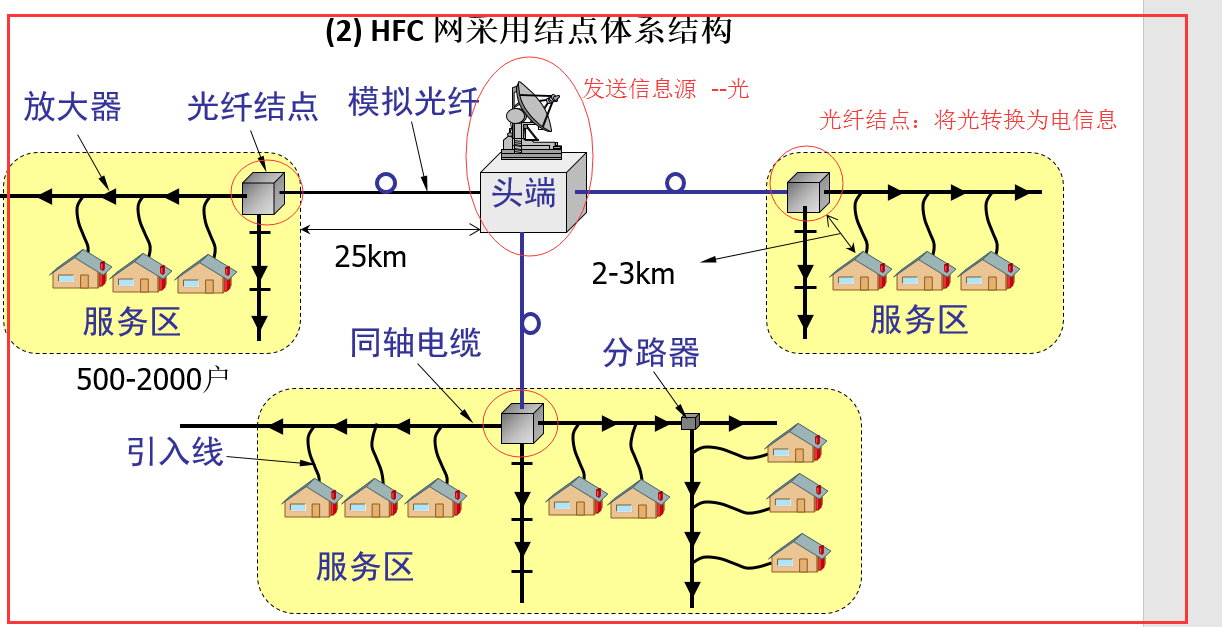 (2) HFC 网采用结点体系结构
发送信息源 --光
放大器
光纤结点
模拟光纤
光纤结点：将光转换为电信息
头端
25km
2-3km
服务区
服务区
同轴电缆
分路器
500-2000户
引入线
服务区